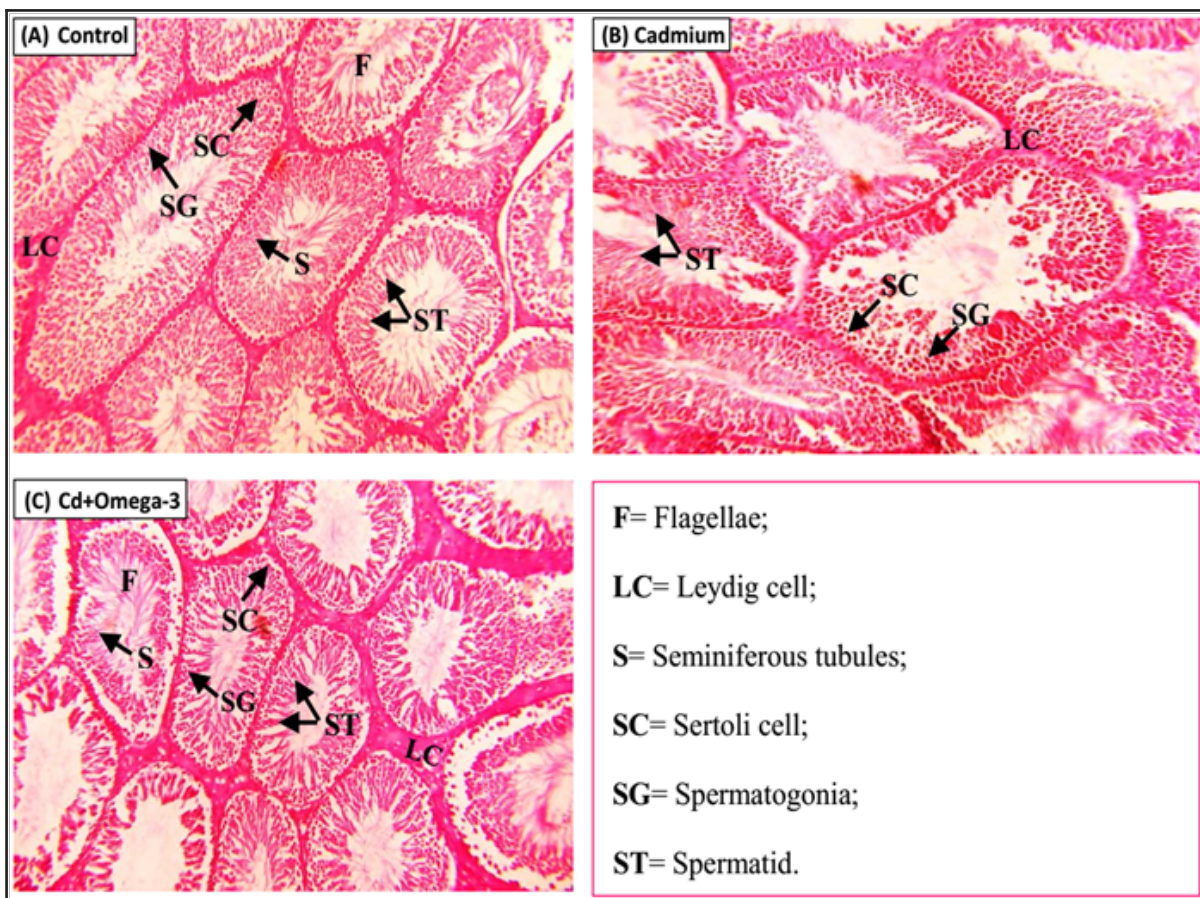 (A) Control
F
SC
SG
LC
S
ST
(B) Cadmium
LC
ST
SC
SG
(C) Cd+Omega-3
F
SC
S
SG
ST
LC
F= Flagellae;
LC= Leydig cell;
S= Seminiferous tubules;
SC= Sertoli cell;
SG= Spermatogonia;
ST= Spermatid.